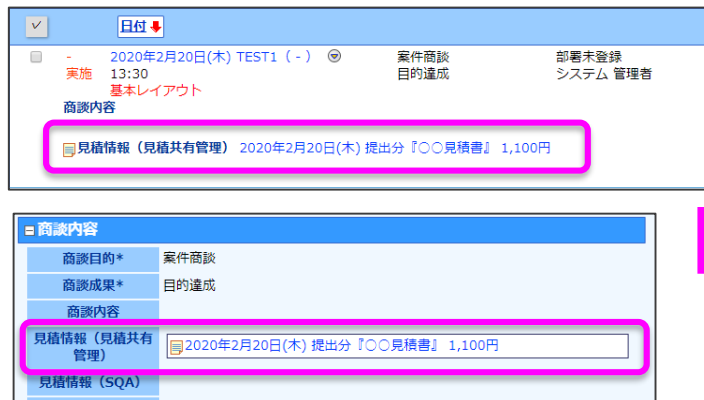 日付
- 2020年2月20日(木) TEST1（ - ） 案件商談 部署未登録
実施 13:30 目的達成 システム 管理者
基本レイアウト
商談内容
見積情報（見積共有管理） 2020年2月20日(木) 提出分『○○見積書』 1,100円
商談内容
商談目的* 案件商談
商談成果* 目的達成
商談内容
見積情報（見積共有
管理）
2020年2月20日(木) 提出分『○○見積書』 1,100円
見積情報（SQA）